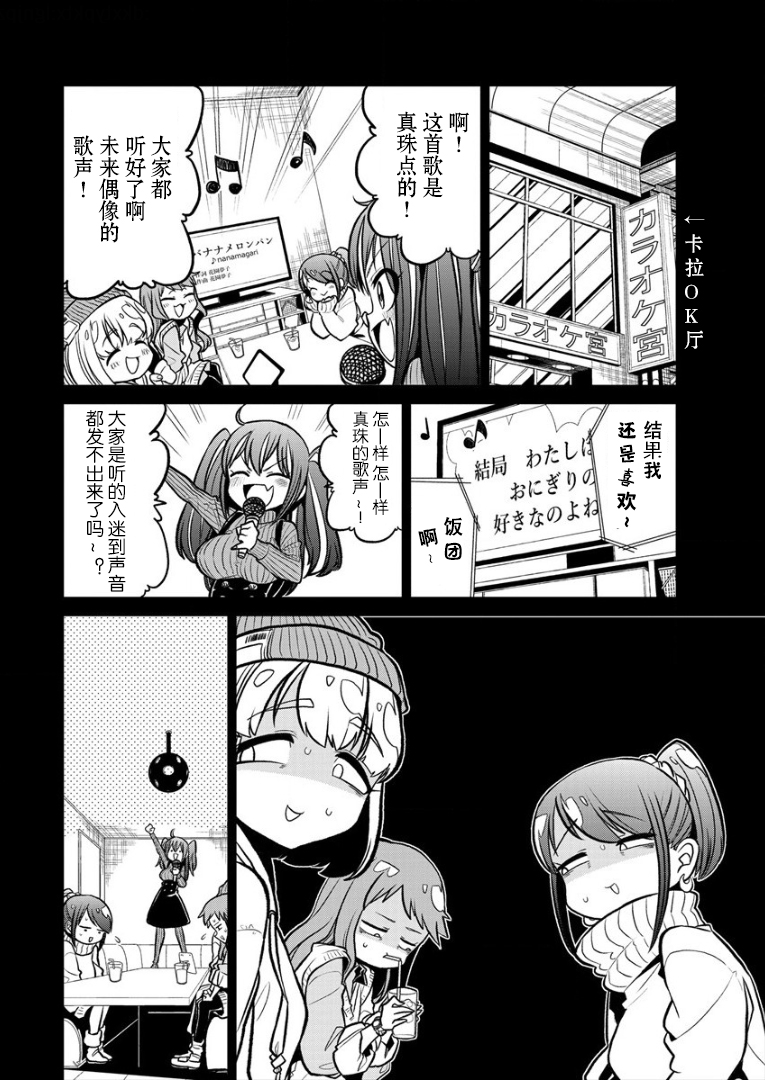 ←卡拉OK厅
カラオケ宮
カラオケ宮
啊！
这首歌是
真珠点的！
大家都
听好了啊
未来偶像的
歌声！
バナナメロンパン
♪nanamagari
结果我
还是喜
欢~
饭团
啊~
結局 わたしは
おにぎりの
好きなのよね
怎一样怎一样
真珠的歌声~！
大家是听的入迷到声音
都发不出来了吗~？